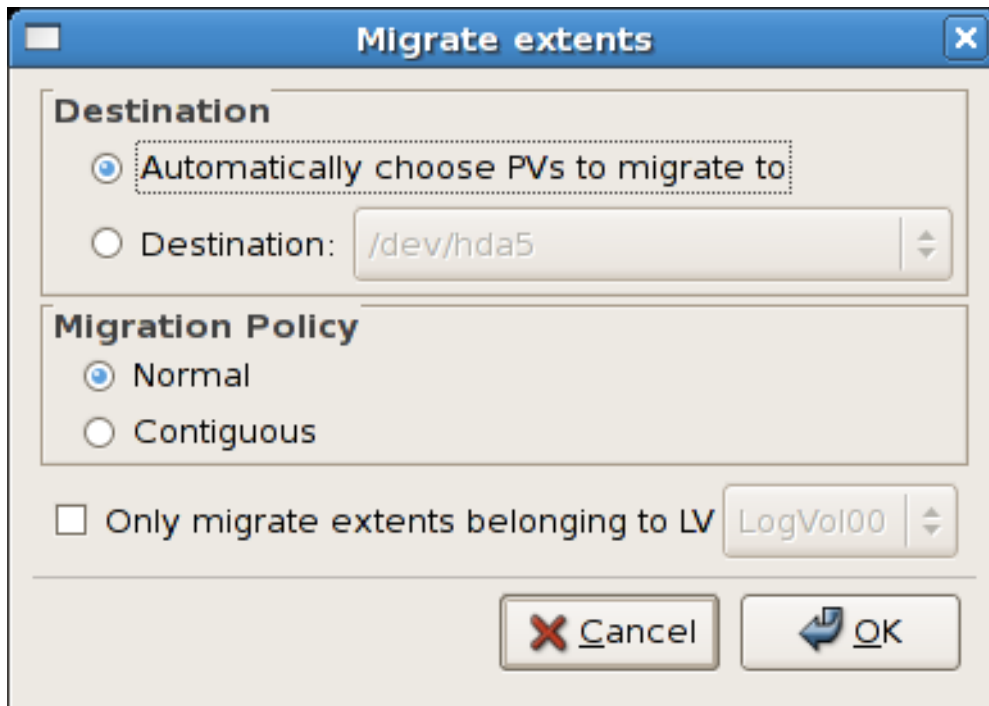 Migrate extents
Destination
Automatically choose PVs to migrate to
Destination: /dev/hda5
Migration Policy
Normal
Contiguous
Only migrate extents belonging to LV LogVol00
Cancel OK